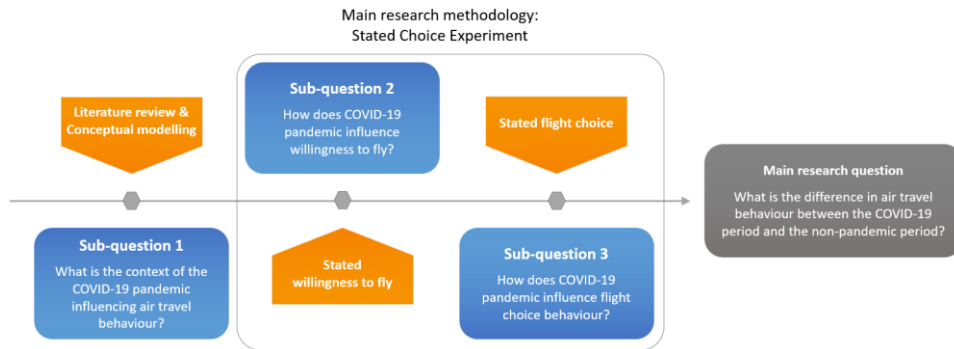 Main research methodology:
Stated Choice Experiment
Literature review &
Conceptual modelling
Sub-question 2
How does COVID-19
pandemic influence
willingness to fly?
Stated flight choice
Main research question
What is the difference in air travel
behaviour between the COVID-19
period and the non-pandemic period?
Sub-question 1
What is the context of the
COVID-19 pandemic
influencing air travel
behaviour?
Stated
willingness to fly
Sub-question 3
How does COVID-19
pandemic influence flight
choice behaviour?